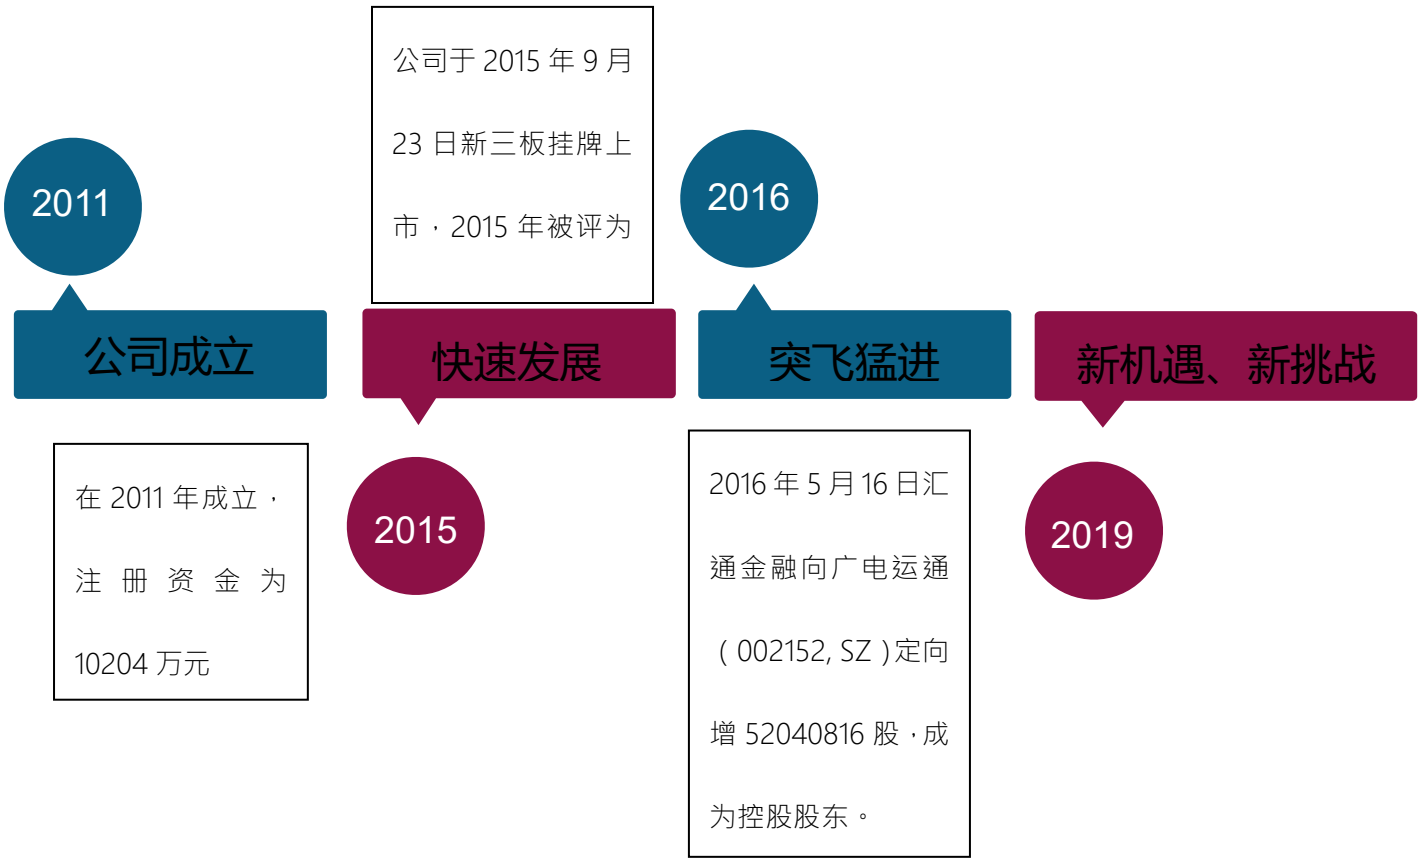 2011
公司成立
在 2011 年成立，
注册资金为
10204 万元
公司于 2015 年 9 月
23 日新三板挂牌上
市，2015 年被评为
快速发展
2015
2016
突飞猛进
2016 年 5 月 16 日汇
通金融向广电运通
（002152, SZ）定向
增 52040816 股，成
为控股股东。
新机遇、新挑战
2019